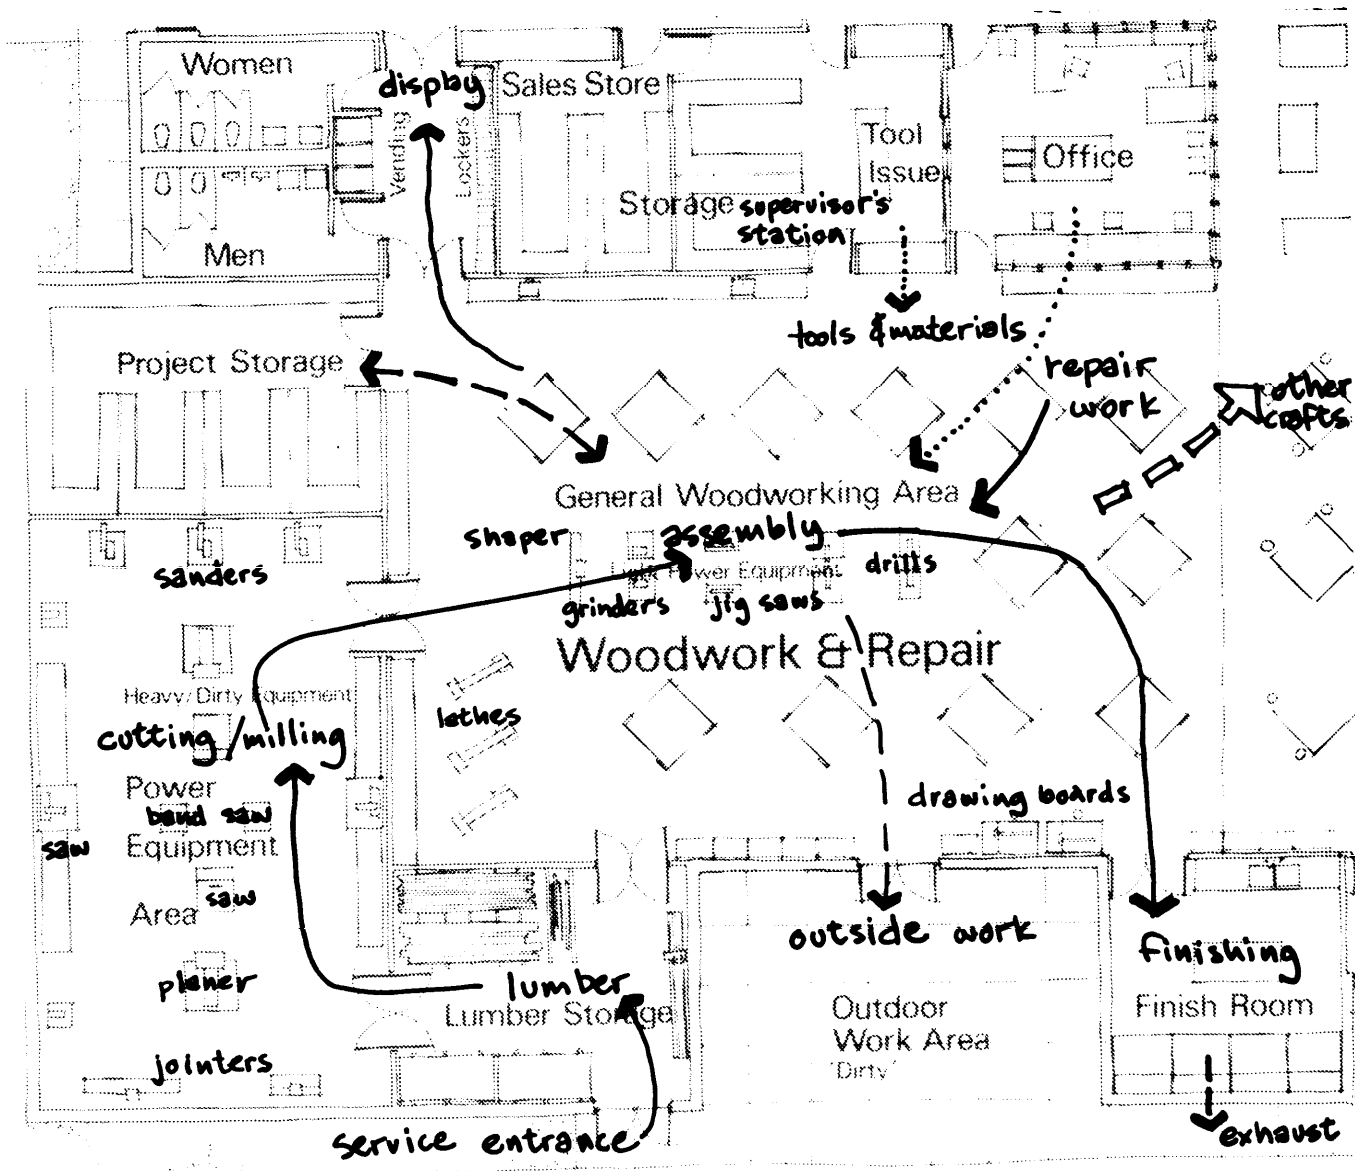 Women
display
Sales Store
Vending
Lockers
Tool
Issue
Office
Storage
supervisor's
station
Men
tools & materials
Project Storage
repair
work
other
crafts
General Woodworking Area
shaper
assembly
sanders
Power Equipment
drills
grinders
jig saws
Woodwork & Repair
Heavy/Dirty Equipment
lathes
cutting/milling
Power
band saw
drawing boards
saw
Equipment
saw
Area
outside work
finishing
planer
lumber
Lumber Storage
Outdoor
Work Area
'Dirty'
Finish Room
jointers
service entrance
exhaust